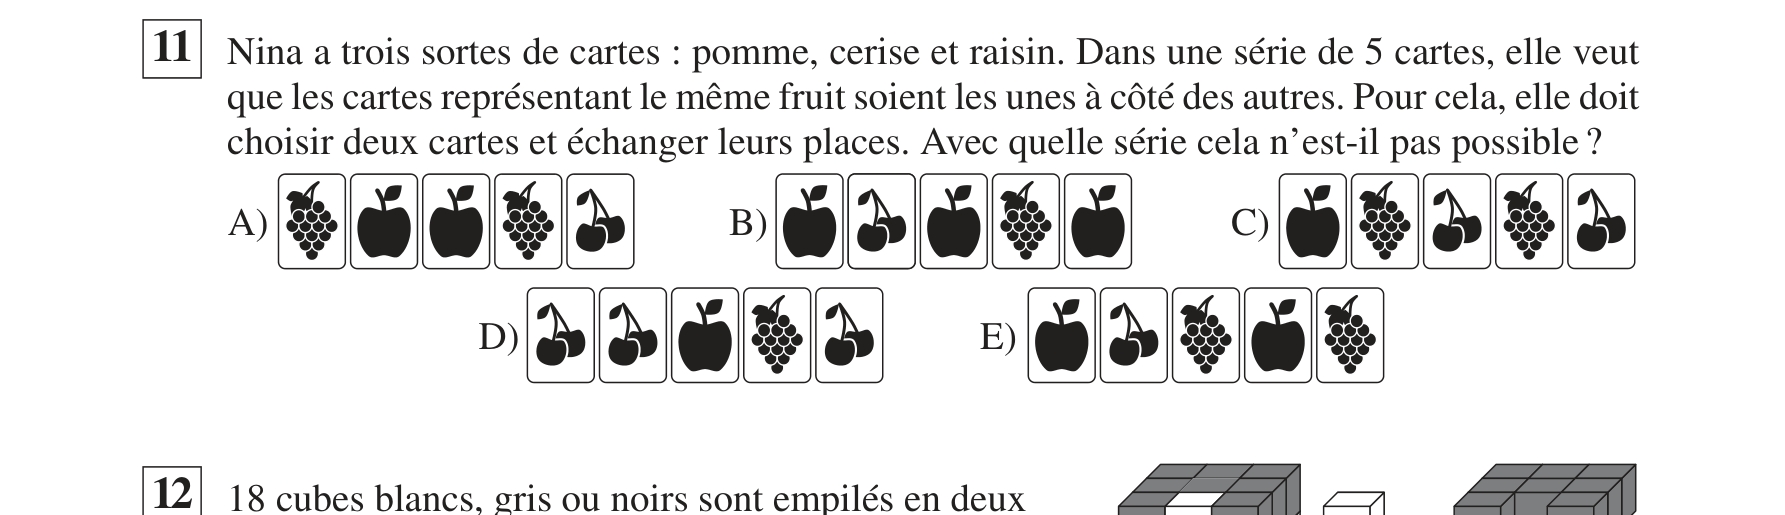 11 Nina a trois sortes de cartes : pomme, cerise et raisin. Dans une série de 5 cartes, elle veut
que les cartes représentant le même fruit soient les unes à côté des autres. Pour cela, elle doit
choisir deux cartes et échanger leurs places. Avec quelle série cela n’est-il pas possible ?
A) B) C)
D) E)
12 18 cubes blancs, gris ou noirs sont empilés en deux